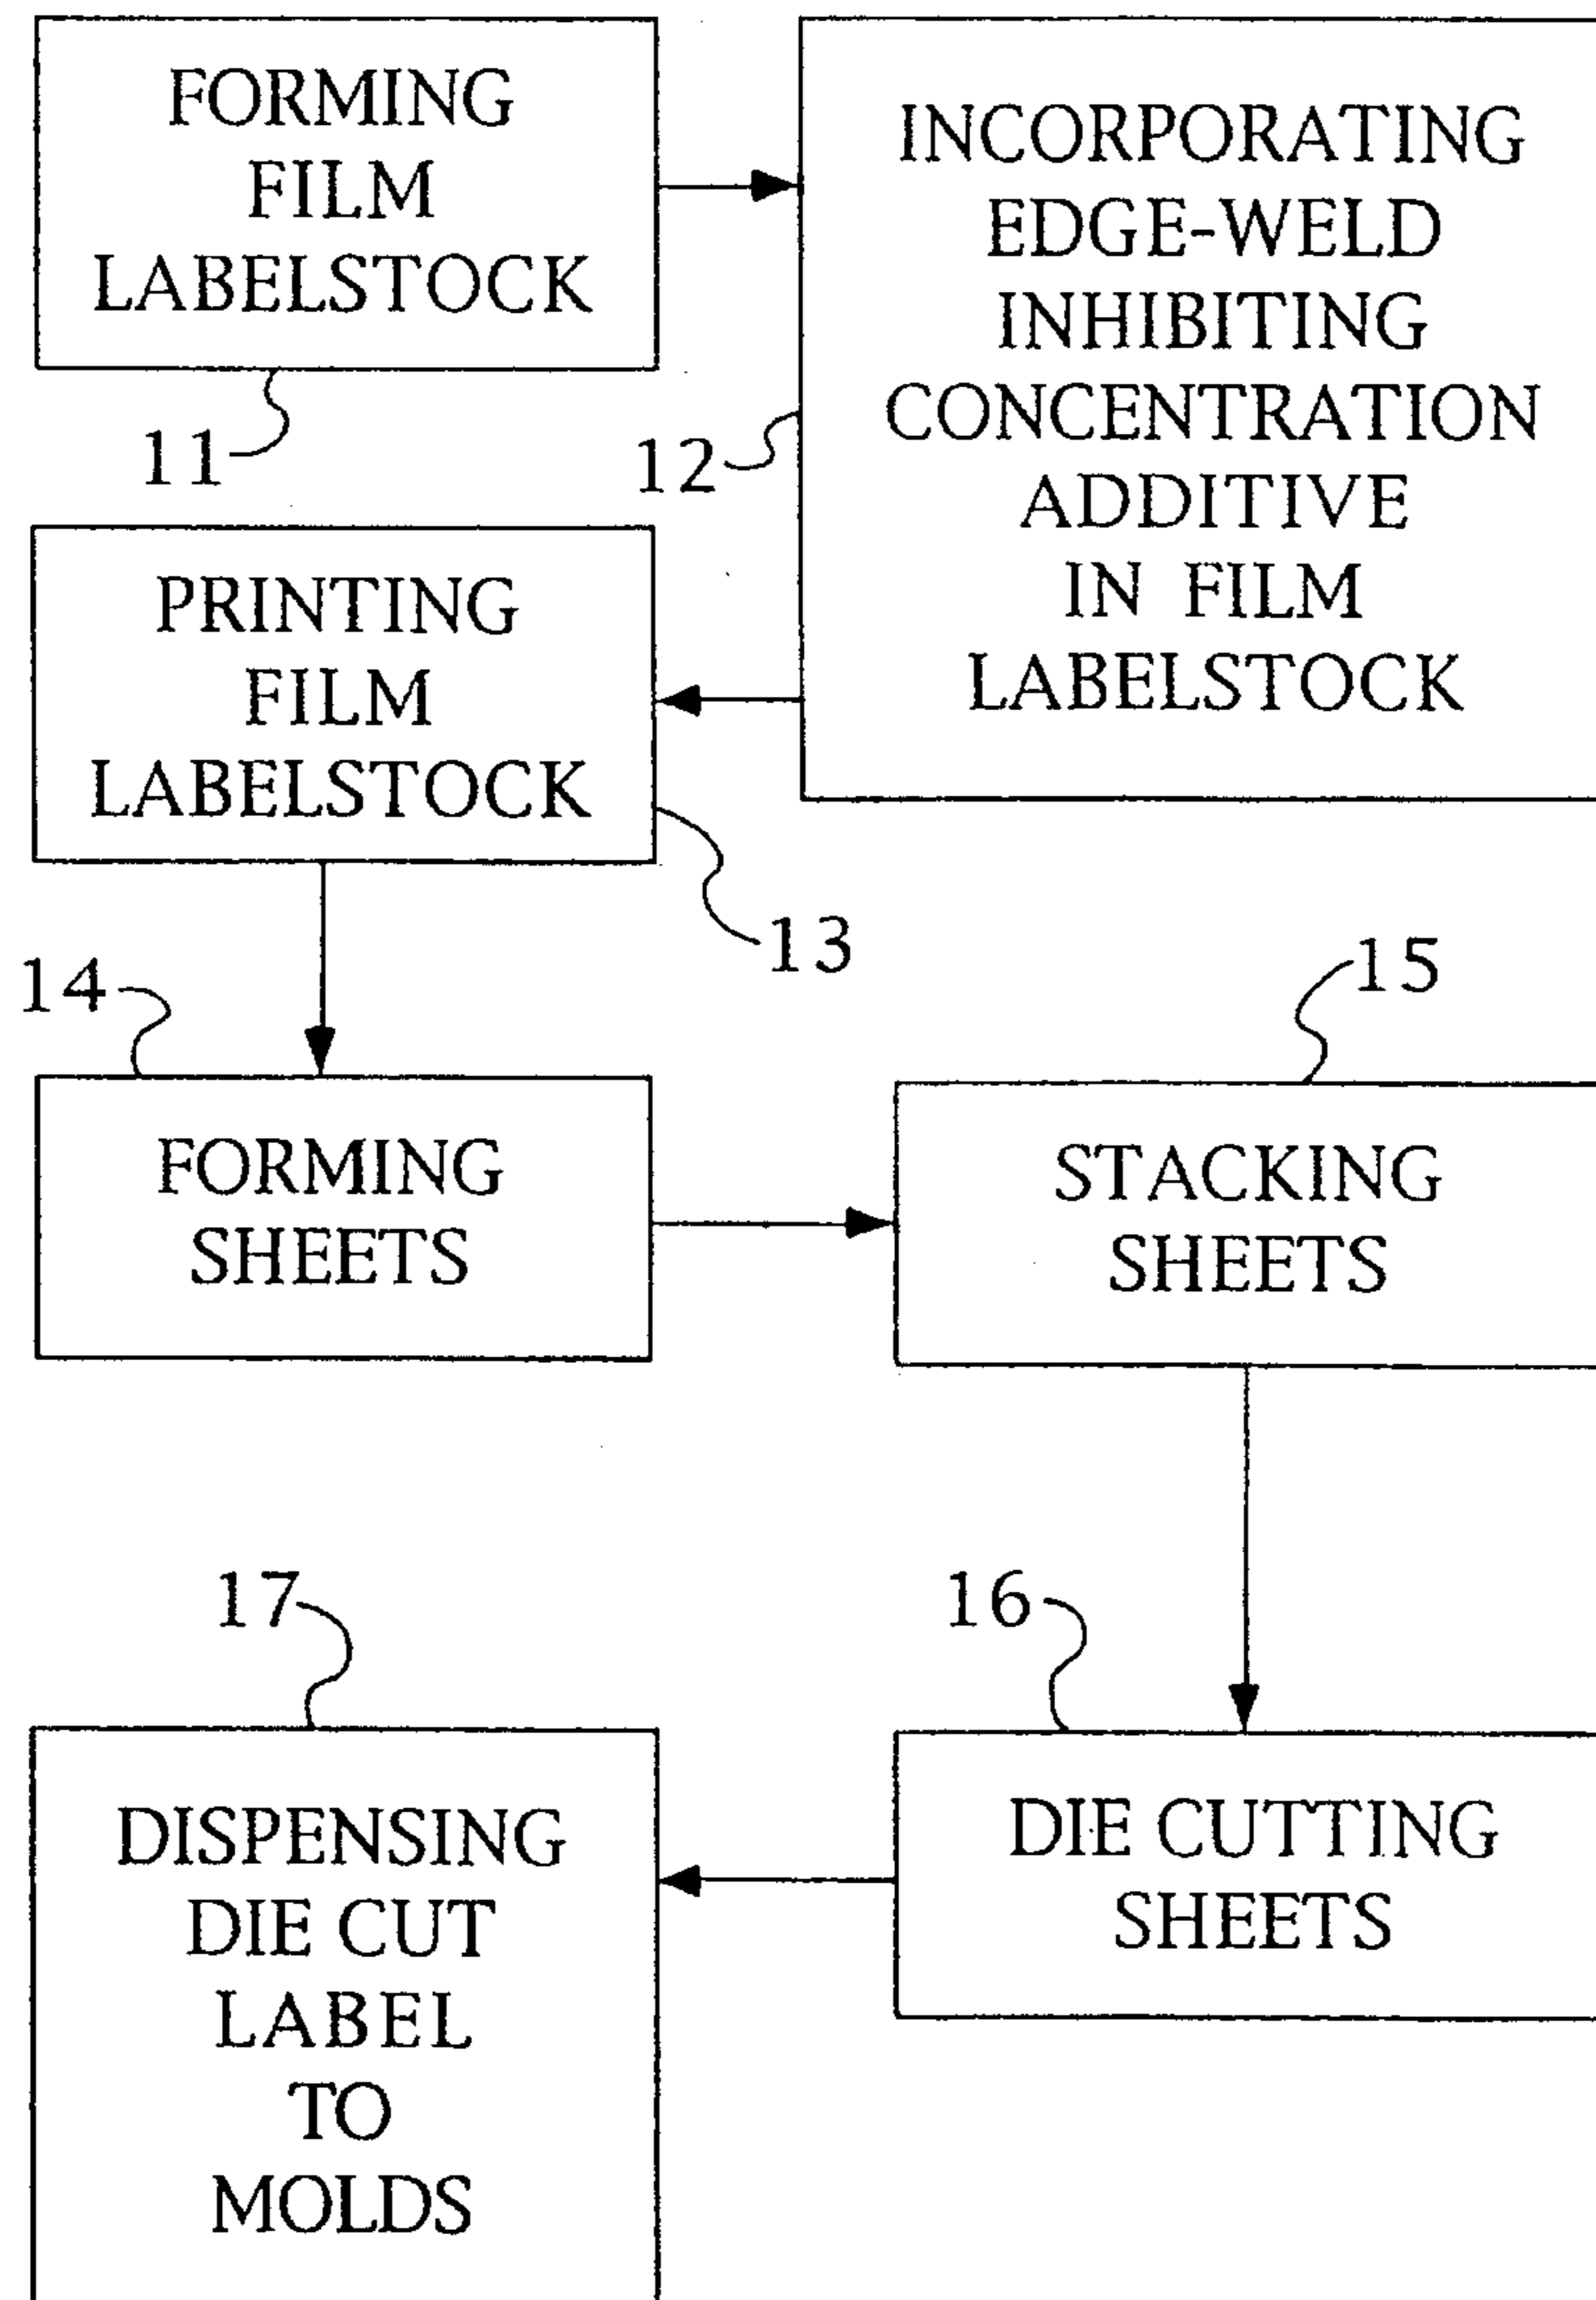 FORMING
FILM
LABELSTOCK
11
INCORPORATING
EDGE-WELD
INHIBITING
CONCENTRATION
ADDITIVE
IN FILM
LABELSTOCK
12
PRINTING
FILM
LABELSTOCK
13
14
FORMING
SHEETS
15
STACKING
SHEETS
16
DIE CUTTING
SHEETS
17
DISPENSING
DIE CUT
LABEL
TO
MOLDS